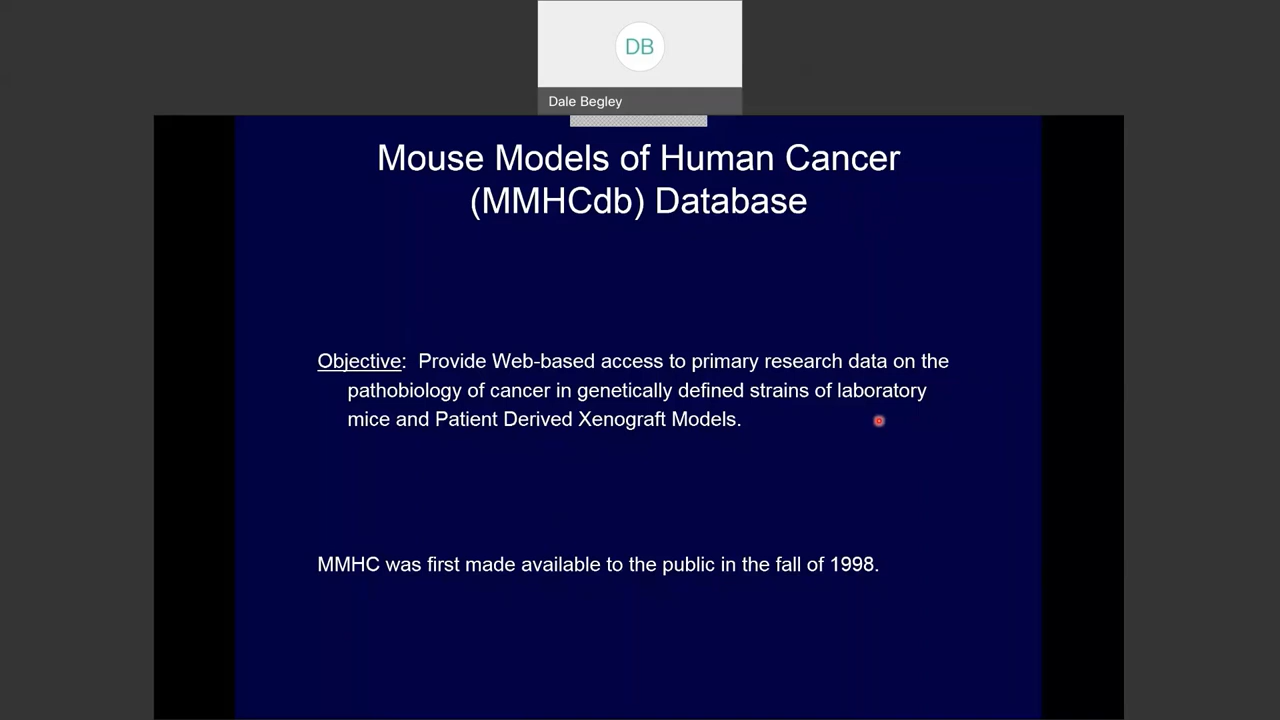 DB
Dale Begley
Mouse Models of Human Cancer
(MMHCdb) Database
Objective: Provide Web-based access to primary research data on the
pathobiology of cancer in genetically defined strains of laboratory
mice and Patient Derived Xenograft Models.
MMHC was first made available to the public in the fall of 1998.